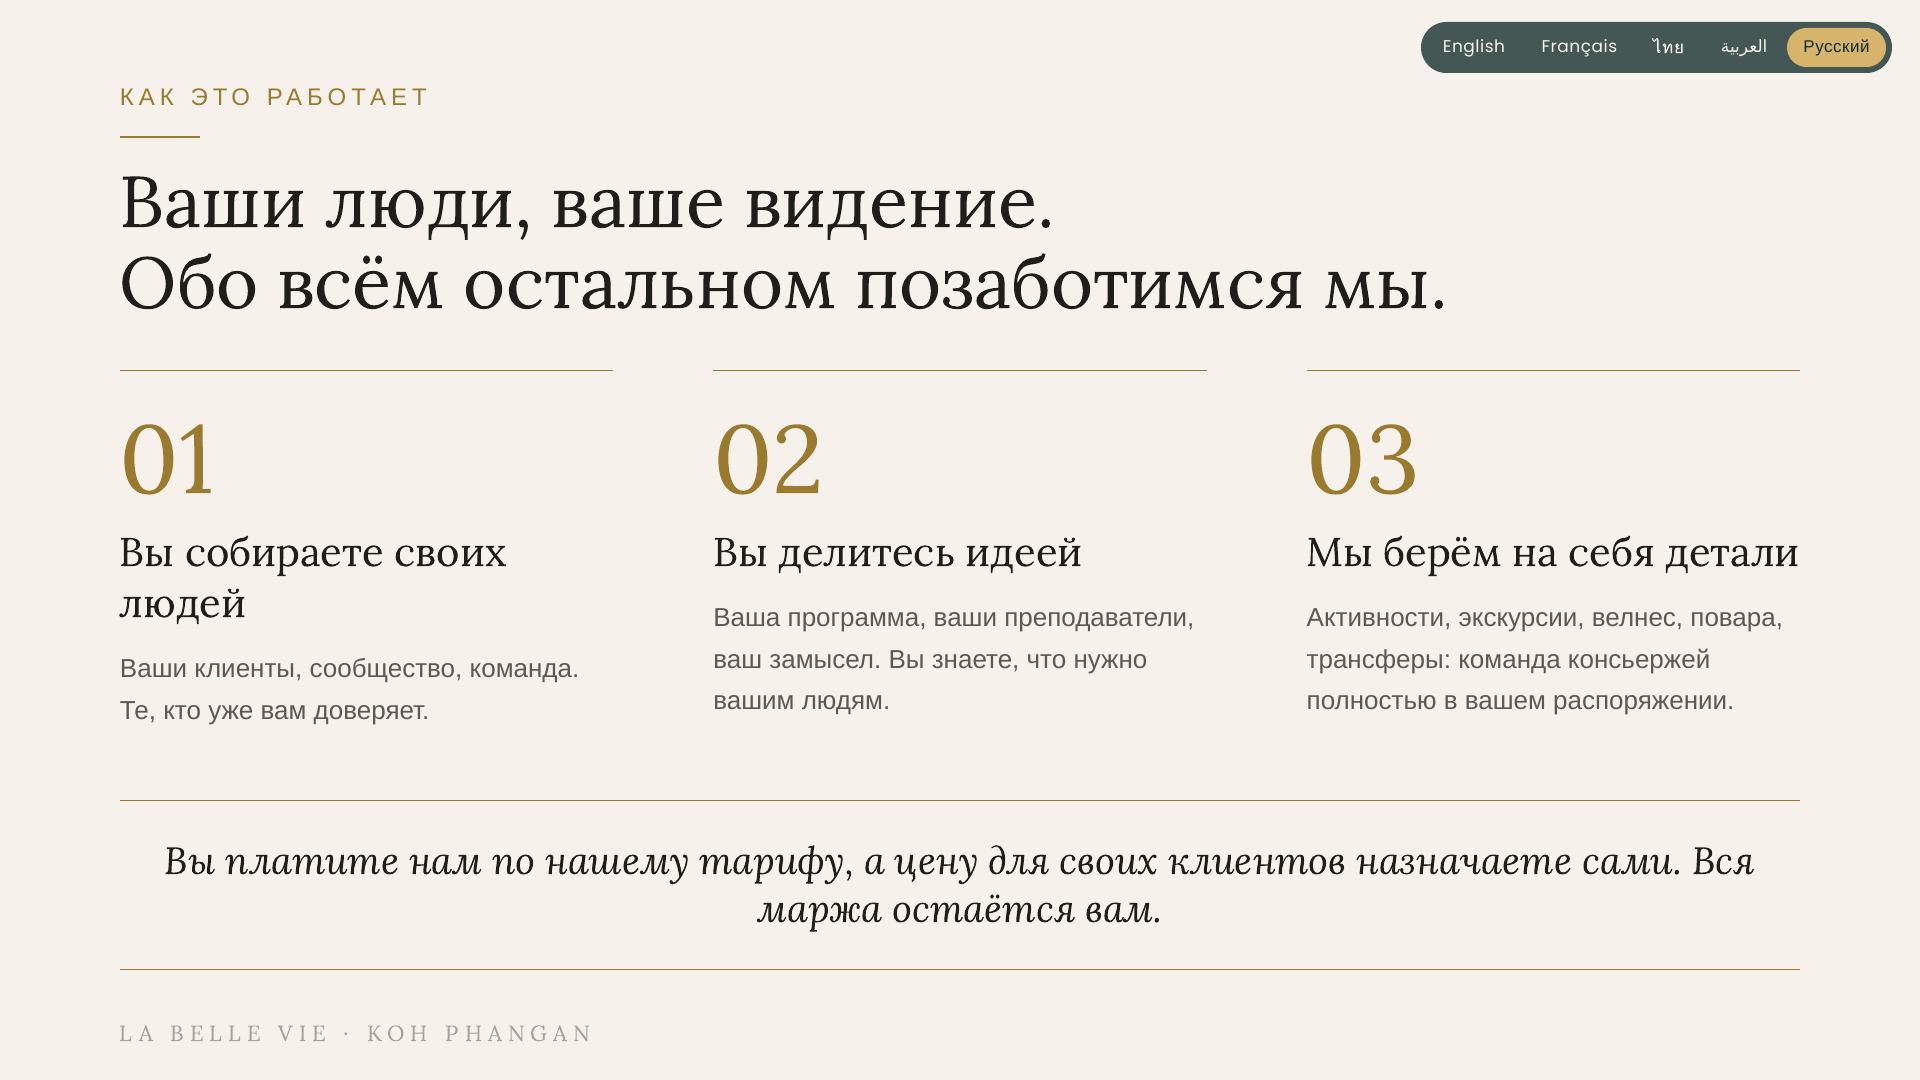 English Français ไทย العربية Русский
КАК ЭТО РАБОТАЕТ
Ваши люди, ваше видение.
Обо всём остальном позаботимся мы.
01
Вы собираете своих
людей
Ваши клиенты, сообщество, команда.
Те, кто уже вам доверяет.
02
Вы делитесь идеей
Ваша программа, ваши преподаватели,
ваш замысел. Вы знаете, что нужно
вашим людям.
03
Мы берём на себя детали
Активности, экскурсии, велнес, повара,
трансферы: команда консьержей
полностью в вашем распоряжении.
Вы платите нам по нашему тарифу, а цену для своих клиентов назначаете сами. Вся
маржа остаётся вам.
LA BELLE VIE · KOH PHANGAN